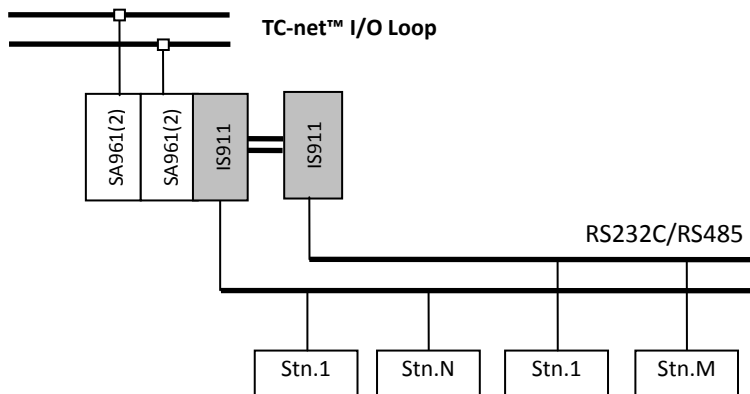 TC-net™ I/O Loop
SA961(2)
SA961(2)
IS911
IS911
RS232C/RS485
Stn.1
Stn.N
Stn.1
Stn.M